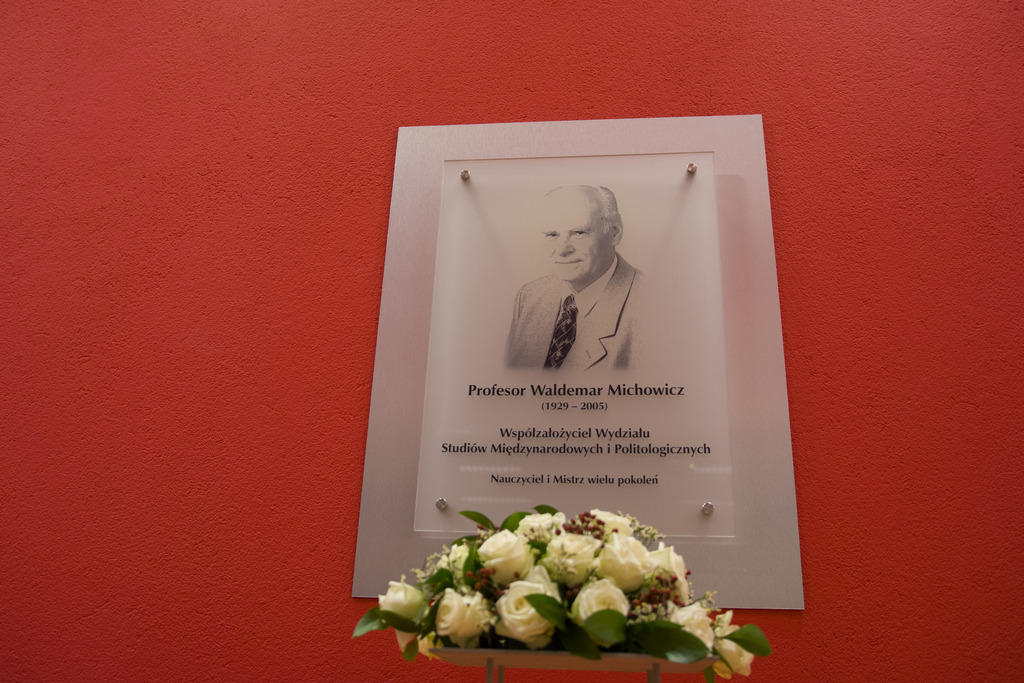 Profesor Waldemar Michowicz
(1929 – 2005)
Współzałożyciel Wydziału
Studiów Międzynarodowych i Politologicznych
Nauczyciel i Mistrz wielu pokoleń